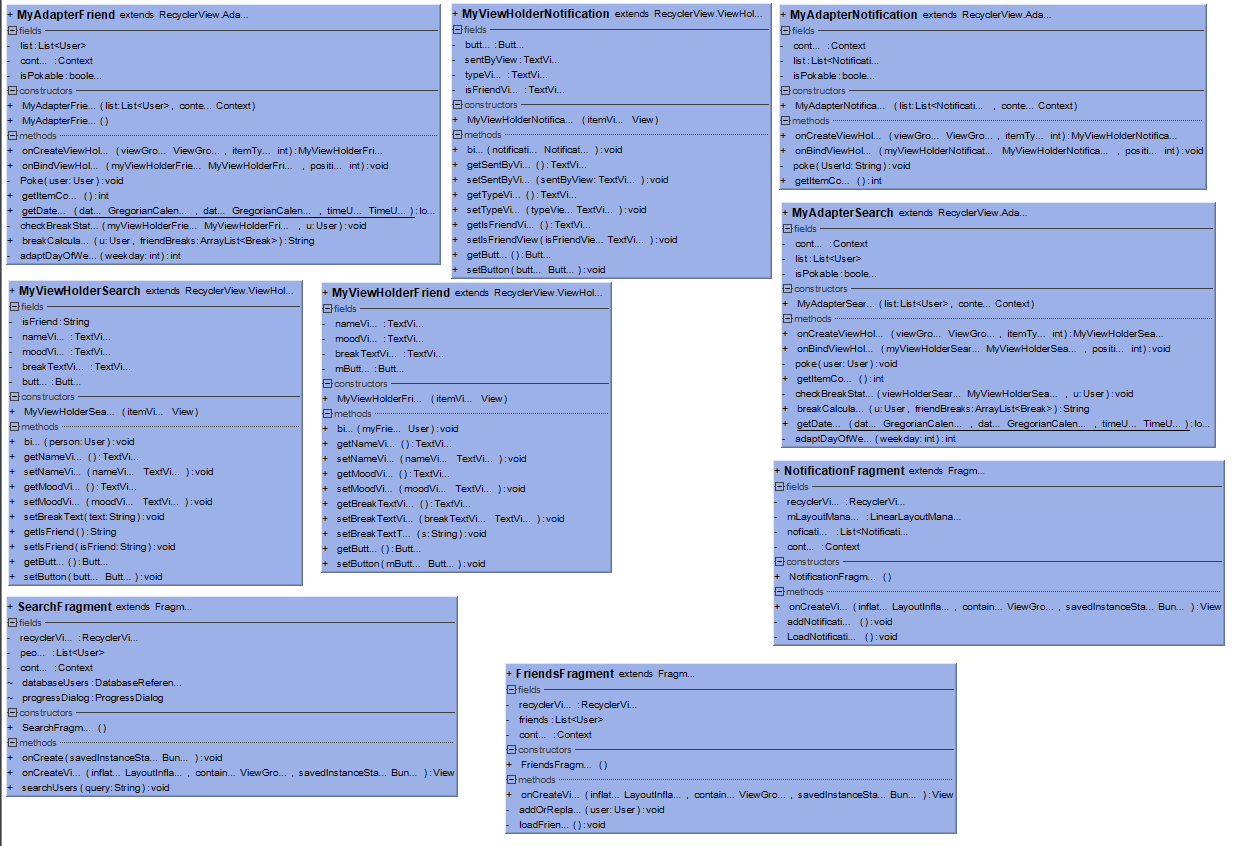 + MyAdapterFriend extends RecyclerView.Ada...
fields
- list : List<User>
- cont... : Context
- isPokable : boole...
constructors
+ MyAdapterFrie... ( list: List<User> , conte... Context )
+ MyAdapterFrie... ( )
methods
+ onCreateViewHol... ( viewGro... ViewGro... , itemTy... int ) : MyViewHolderFri...
+ onBindViewHol... ( myViewHolderFrie... MyViewHolderFri... , positi... int ) : void
- Poke ( user: User ) : void
+ getItemCo... ( ) : int
+ getDate... ( dat... GregorianCalen... , dat... GregorianCalen... , timeU... TimeU... ) : lo...
- checkBreakStat... ( myViewHolderFrie... MyViewHolderFri... , u: User ) : void
+ breakCalcula... ( u: User , friendBreaks: ArrayList<Break> ) : String
- adaptDayOfWe... ( weekday: int ) : int
+ MyViewHolderNotification extends RecyclerView.ViewHol...
fields
- butt... : Butt...
- sentByView : TextVi...
- typeVi... : TextVi...
- isFriendVi... : TextVi...
constructors
+ MyViewHolderNotifica... ( itemVi... View )
methods
+ bi... ( notificati... Notificat... ) : void
+ getSentByVi... ( ) : TextVi...
+ setSentByVi... ( sentByView: TextVi... ) : void
+ getTypeVi... ( ) : TextVi...
+ setTypeVi... ( typeVie... TextVi... ) : void
+ getIsFriendVi... ( ) : TextVi...
+ setIsFriendView ( isFriendVie... TextVi... ) : void
+ getButt... ( ) : Butt...
+ setButton ( butt... Butt... ) : void
+ MyAdapterNotification extends RecyclerView.Ada...
fields
- cont... : Context
- list : List<Notificati...
- isPokable : boole...
constructors
+ MyAdapterNotifica... ( list: List<Notificati... , conte... Context )
methods
+ onCreateViewHol... ( viewGro... ViewGro... , itemTy... int ) : MyViewHolderNotifica...
+ onBindViewHol... ( myViewHolderNotificat... MyViewHolderNotifica... , positi... int ) : void
- poke ( UserId: String ) : void
+ getItemCo... ( ) : int
+ MyAdapterSearch extends RecyclerView.Ada...
fields
- cont... : Context
- list : List<User>
- isPokable : boole...
constructors
+ MyAdapterSear... ( list: List<User> , conte... Context )
methods
+ onCreateViewHol... ( viewGro... ViewGro... , itemTy... int ) : MyViewHolderSea...
+ onBindViewHol... ( myViewHolderSear... MyViewHolderSea... , positi... int ) : void
- poke ( user: User ) : void
+ getItemCo... ( ) : int
- checkBreakStat... ( viewHolderSear... MyViewHolderSea... , u: User ) : void
+ breakCalcula... ( u: User , friendBreaks: ArrayList<Break> ) : String
+ getDate... ( dat... GregorianCalen... , dat... GregorianCalen... , timeU... TimeU... ) : lo...
- adaptDayOfWe... ( weekday: int ) : int
+ MyViewHolderSearch extends RecyclerView.ViewHol...
fields
- isFriend : String
- nameVi... : TextVi...
- moodVi... : TextVi...
- breakTextVi... : TextVi...
- butt... : Butt...
constructors
+ MyViewHolderSea... ( itemVi... View )
methods
+ bi... ( person: User ) : void
+ getNameVi... ( ) : TextVi...
+ setNameVi... ( nameVi... TextVi... ) : void
+ getMoodVi... ( ) : TextVi...
+ setMoodVi... ( moodVi... TextVi... ) : void
+ setBreakText ( text: String ) : void
+ getIsFriend ( ) : String
+ setIsFriend ( isFriend: String ) : void
+ getButt... ( ) : Butt...
+ setButton ( butt... Butt... ) : void
+ MyViewHolderFriend extends RecyclerView.ViewHol...
fields
- nameVi... : TextVi...
- moodVi... : TextVi...
- breakTextVi... : TextVi...
- mButt... : Butt...
constructors
+ MyViewHolderFri... ( itemVi... View )
methods
+ bi... ( myFrie... User ) : void
+ getNameVi... ( ) : TextVi...
+ setNameVi... ( nameVi... TextVi... ) : void
+ getMoodVi... ( ) : TextVi...
+ setMoodVi... ( moodVi... TextVi... ) : void
+ getBreakTextVi... ( ) : TextVi...
+ setBreakTextVi... ( breakTextVi... TextVi... ) : void
+ setBreakTextT... ( s: String ) : void
+ getButt... ( ) : Butt...
+ setButton ( mButt... Butt... ) : void
+ NotificationFragment extends Fragm...
fields
- recyclerVi... : RecyclerVi...
- mLayoutMana... : LinearLayoutMana...
- noficati... : List<Notificati...
- cont... : Context
constructors
+ NotificationFragm... ( )
methods
+ onCreateVi... ( inflat... LayoutInfla... , contain... ViewGro... , savedInstanceSta... Bun... ) : View
- addNotificati... ( ) : void
- LoadNotificati... ( ) : void
+ SearchFragment extends Fragm...
fields
- recyclerVi... : RecyclerVi...
- peo... : List<User>
- cont... : Context
~ databaseUsers : DatabaseReferen...
~ progressDialog : ProgressDialog
constructors
+ SearchFragm... ( )
methods
+ onCreate ( savedInstanceSta... Bun... ) : void
+ onCreateVi... ( inflat... LayoutInfla... , contain... ViewGro... , savedInstanceSta... Bun... ) : View
+ searchUsers ( query: String ) : void
+ FriendsFragment extends Fragm...
fields
- recyclerVi... : RecyclerVi...
- friends : List<User>
- cont... : Context
constructors
+ FriendsFragm... ( )
methods
+ onCreateVi... ( inflat... LayoutInfla... , contain... ViewGro... , savedInstanceSta... Bun... ) : View
- addOrRepla... ( user: User ) : void
- loadFrien... ( ) : void